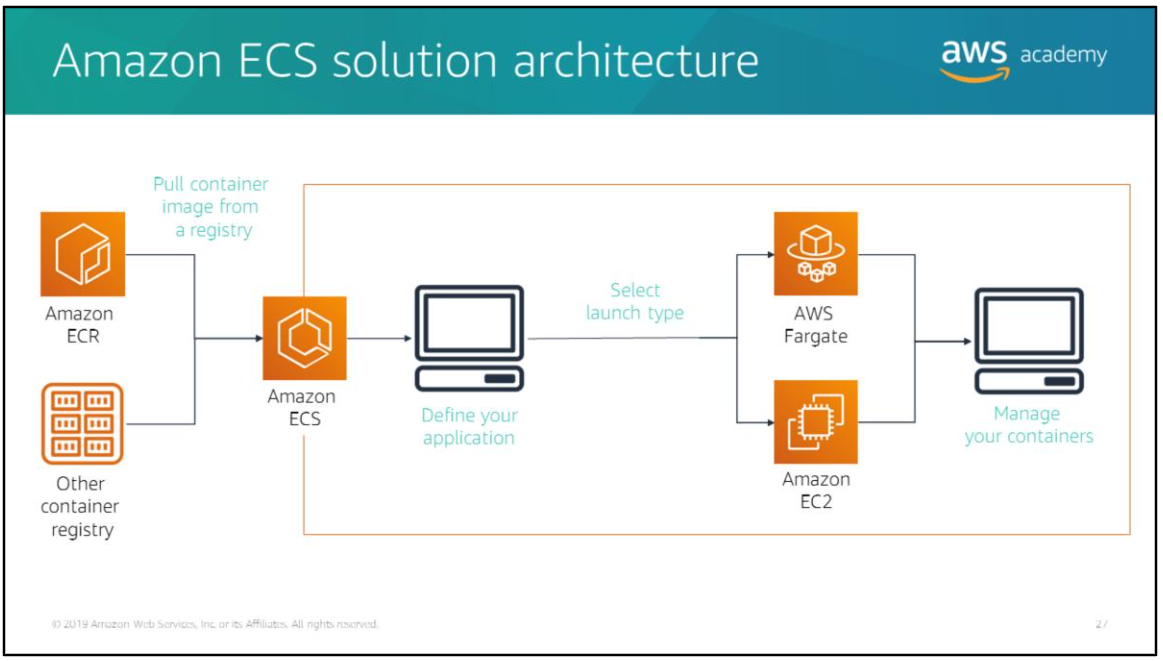 Amazon ECS solution architecture
aws academy
Pull container
image from
a registry
Amazon
ECR
Other
container
registry
Amazon
ECS
Define your
application
Select
launch type
AWS
Fargate
Amazon
EC2
Manage
your containers
© 2019 Amazon Web Services, Inc. or its Affiliates. All rights reserved.
27